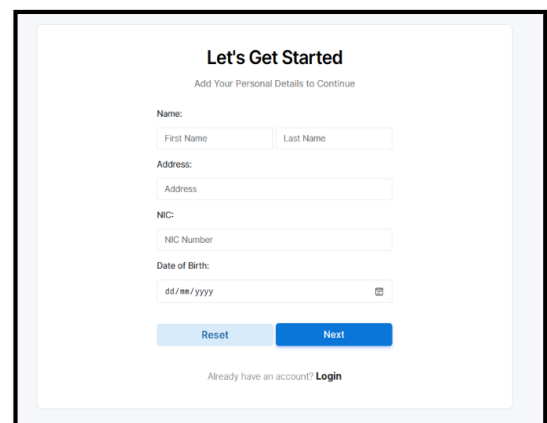 Let's Get Started
Add Your Personal Details to Continue
Name:
First Name Last Name
Address:
Address
NIC:
NIC Number
Date of Birth:
dd/mm/yyyy
Reset Next
Already have an account? Login